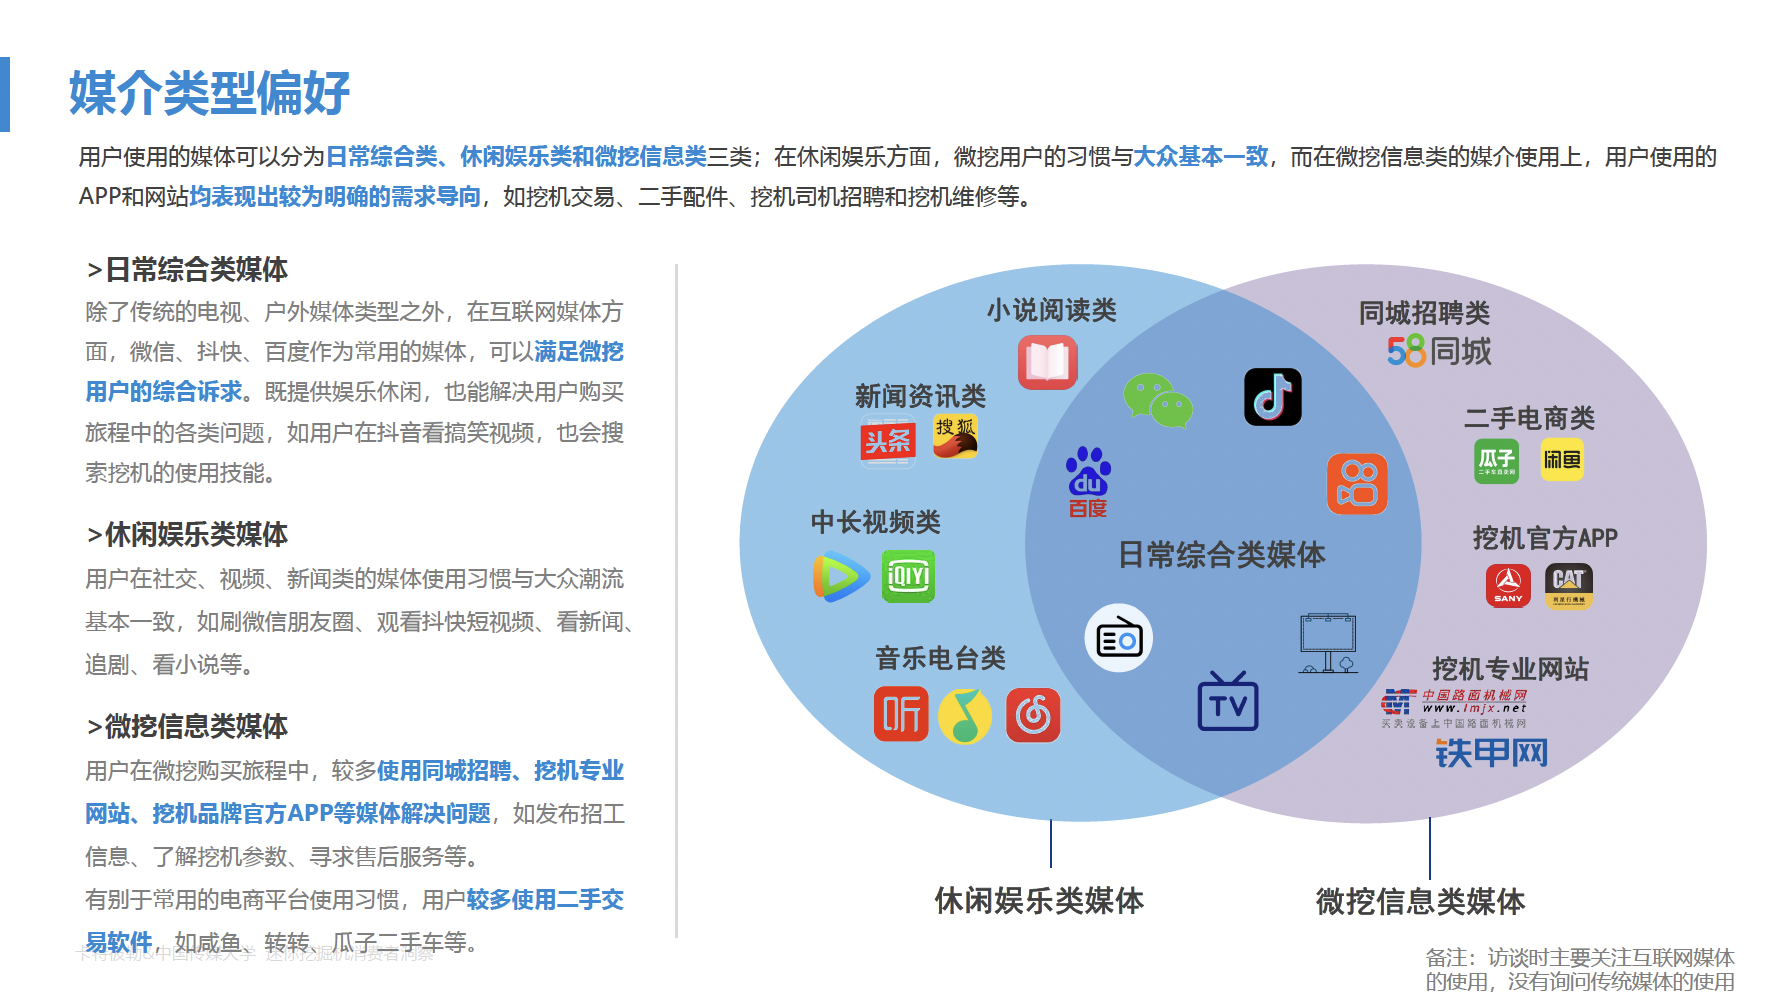 媒介类型偏好
用户使用的媒体可以分为日常综合类、休闲娱乐类和微挖信息类三类；在休闲娱乐方面，微挖用户的习惯与大众基本一致，而在微挖信息类的媒介使用上，用户使用的
APP和网站均表现出较为明确的需求导向，如挖机交易、二手配件、挖机司机招聘和挖机维修等。
>日常综合类媒体
除了传统的电视、户外媒体类型之外，在互联网媒体方
面，微信、抖快、百度作为常用的媒体，可以满足微挖
用户的综合诉求。既提供娱乐休闲，也能解决用户购买
旅程中的各类问题，如用户在抖音看搞笑视频，也会搜
索挖机的使用技能。
>休闲娱乐类媒体
用户在社交、视频、新闻类的媒体使用习惯与大众潮流
基本一致，如刷微信朋友圈、观看抖快短视频、看新闻、
追剧、看小说等。
>微挖信息类媒体
用户在微挖购买旅程中，较多使用同城招聘、挖机专业
网站、挖机品牌官方APP等媒体解决问题，如发布招工
信息、了解挖机参数、寻求售后服务等。
有别于常用的电商平台使用习惯，用户较多使用二手交
易软件，如咸鱼、转转、瓜子二手车等。
卡特彼勒&中国传媒大学 迷你挖掘机消费者洞察
小说阅读类
新闻资讯类
头条
搜狐
中长视频类
iQIYI
音乐电台类
听
du
百度
日常综合类媒体
TV
同城招聘类
58同城
二手电商类
瓜子
二手车直卖网
闲鱼
挖机官方APP
SANY
CAT
利星行機械
挖机专业网站
中国路面机械网
www.lmjx.net
买卖设备上中国路面机械网
铁甲网
休闲娱乐类媒体
微挖信息类媒体
备注：访谈时主要关注互联网媒体
的使用，没有询问传统媒体的使用